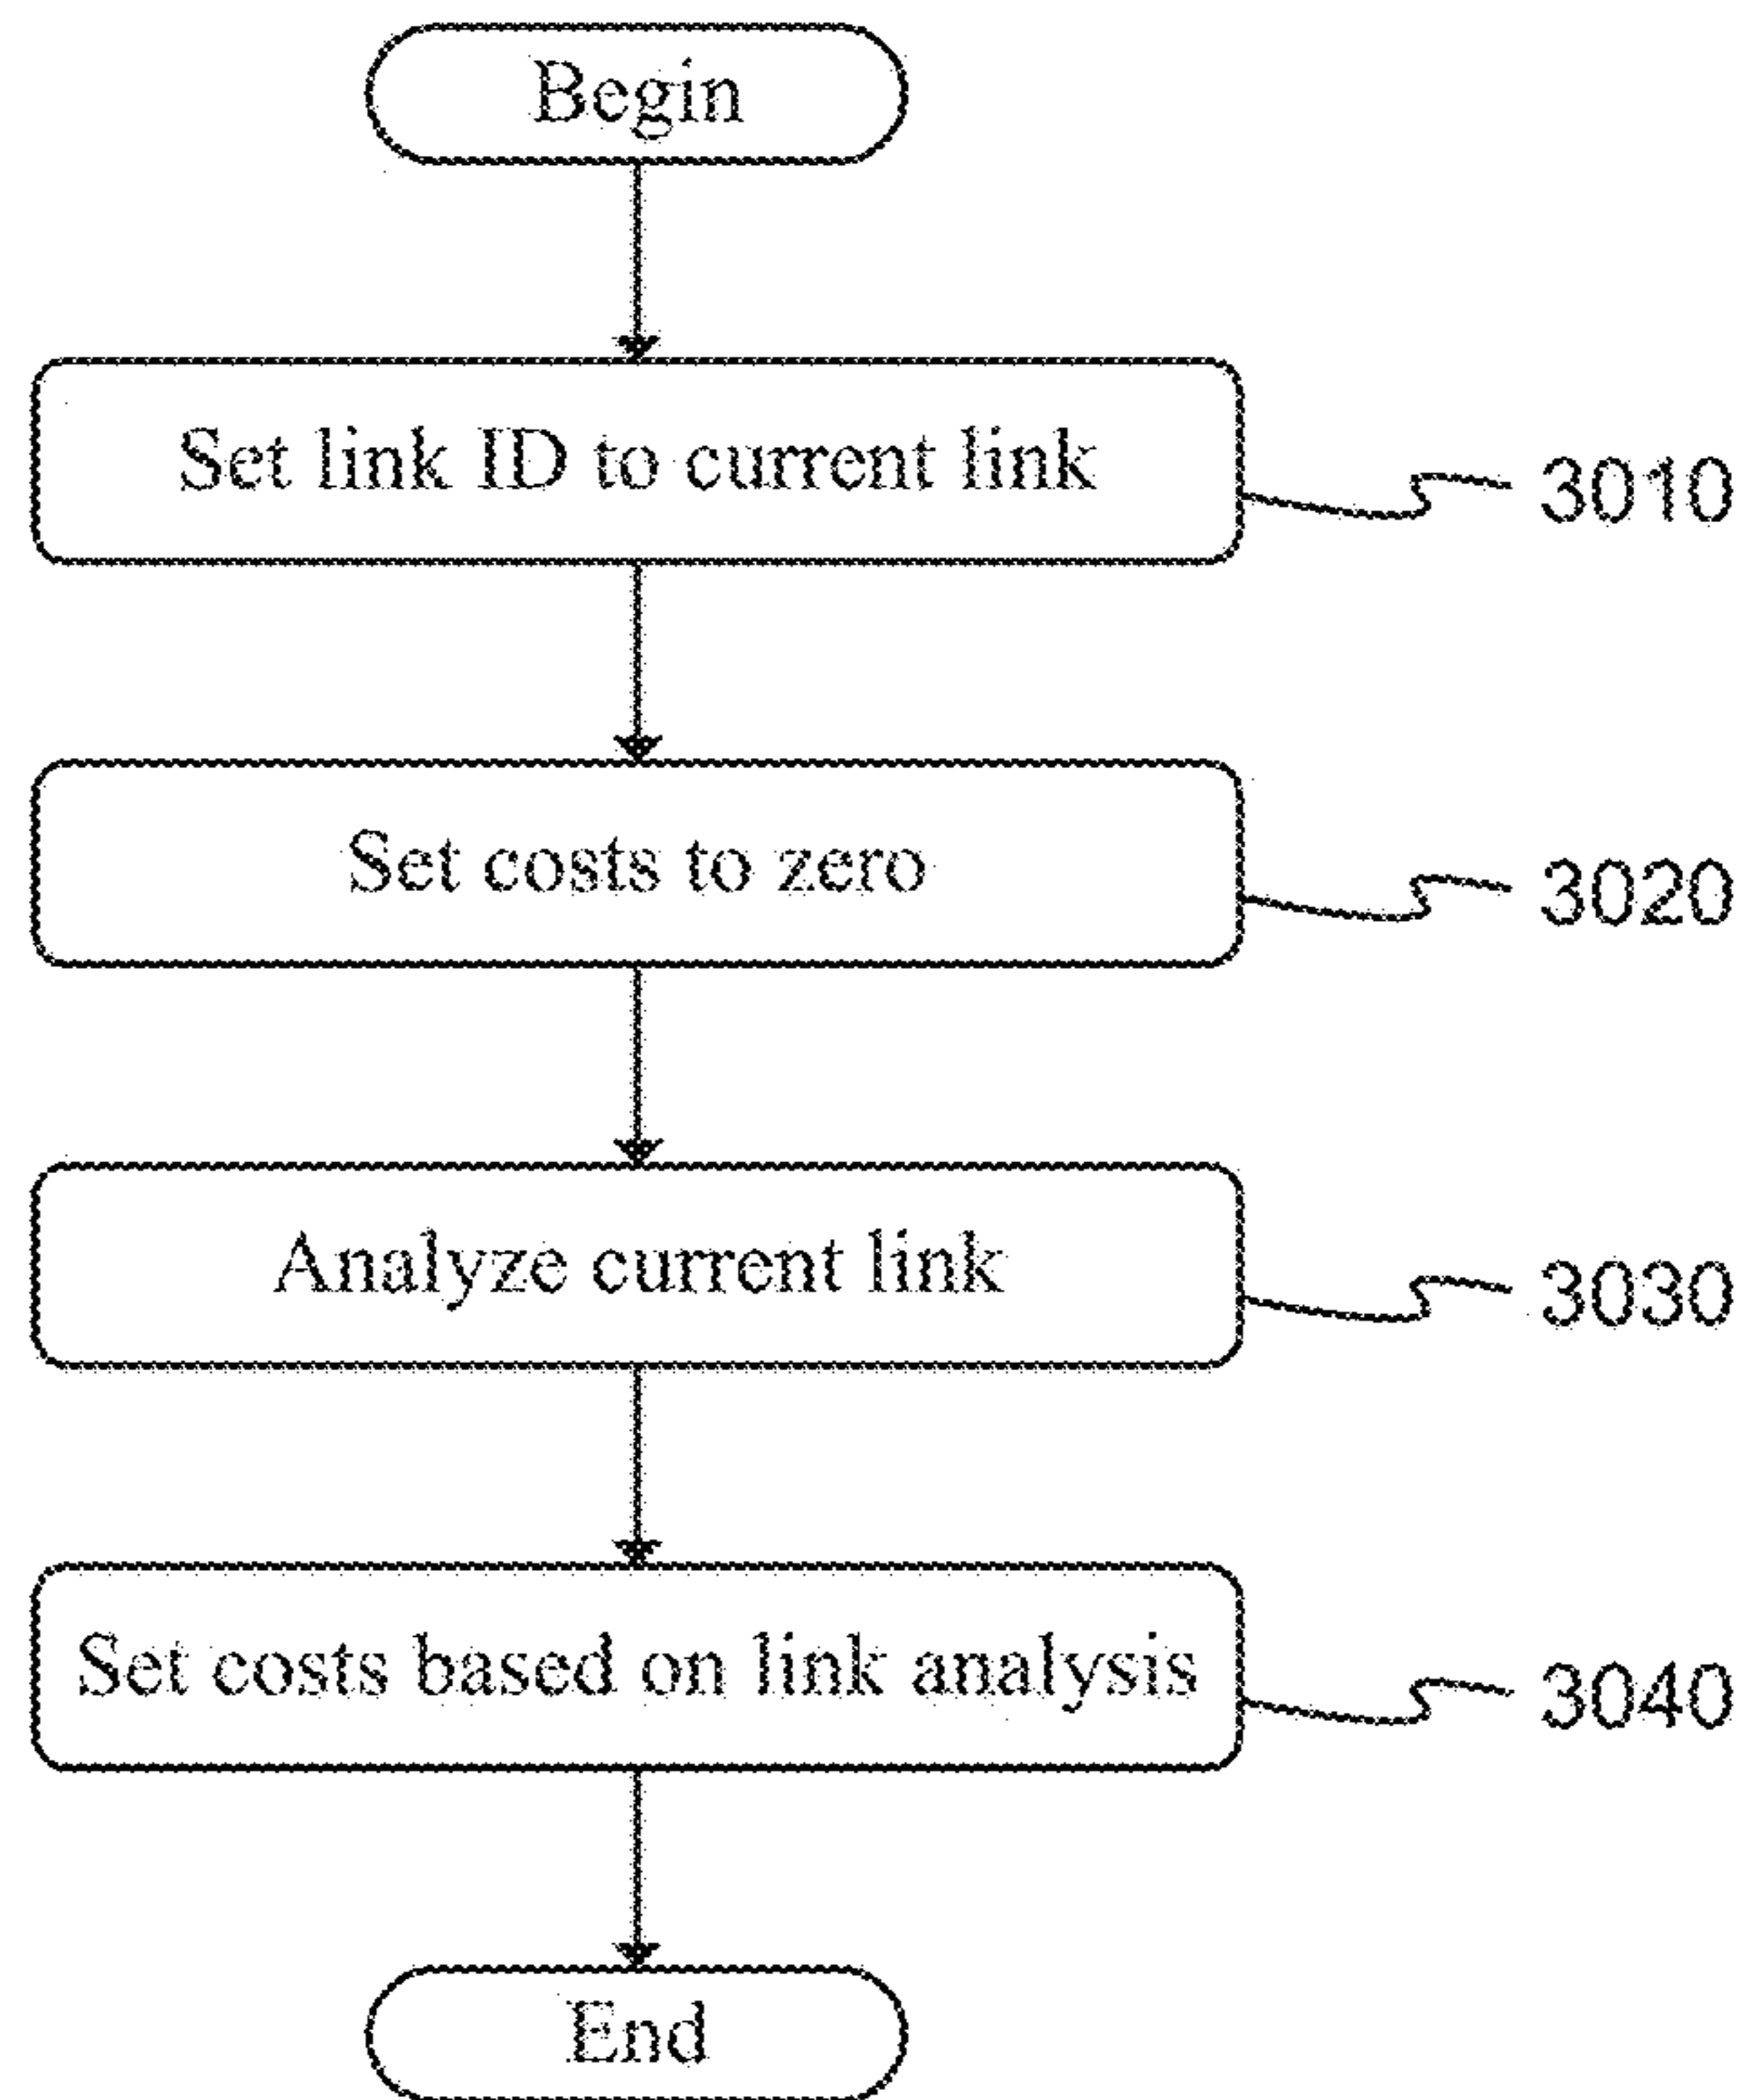 Begin
Set link ID to current link
3010
Set costs to zero
3020
Analyze current link
3030
Set costs based on link analysis
3040
End